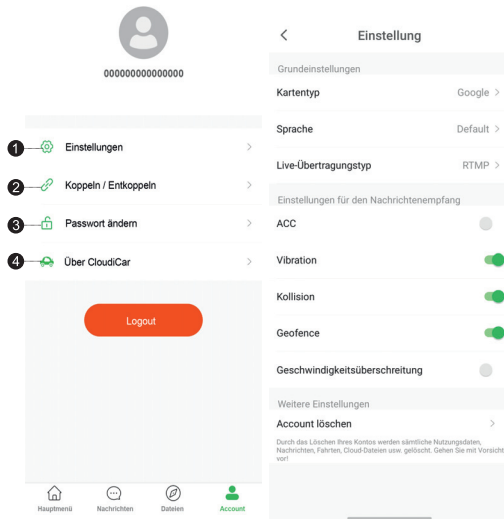 000000000000000
1 Einstellungen
2 Koppeln / Entkoppeln
3 Passwort ändern
4 Über CloudiCar
Logout
Hauptmenü Nachrichten Dateien Account
Einstellung
Grundeinstellungen
Kartentyp Google
Sprache Default
Live-Übertragungstyp RTMP
Einstellungen für den Nachrichtenempfang
ACC
Vibration
Kollision
Geofence
Geschwindigkeitsüberschreitung
Weitere Einstellungen
Account löschen
Durch das Löschen Ihres Kontos werden sämtliche Nutzungsdaten,
Nachrichten, Fahrten, Cloud-Dateien usw. gelöscht. Gehen Sie mit Vorsicht
vor!